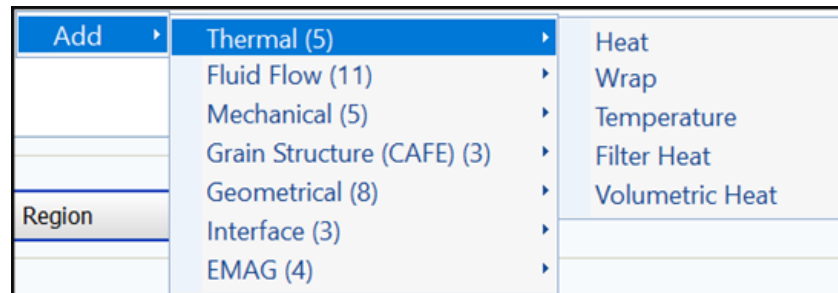 Add
Thermal (5)
Fluid Flow (11)
Mechanical (5)
Grain Structure (CAFE) (3)
Geometrical (8)
Interface (3)
EMAG (4)
Heat
Wrap
Temperature
Filter Heat
Volumetric Heat
Region